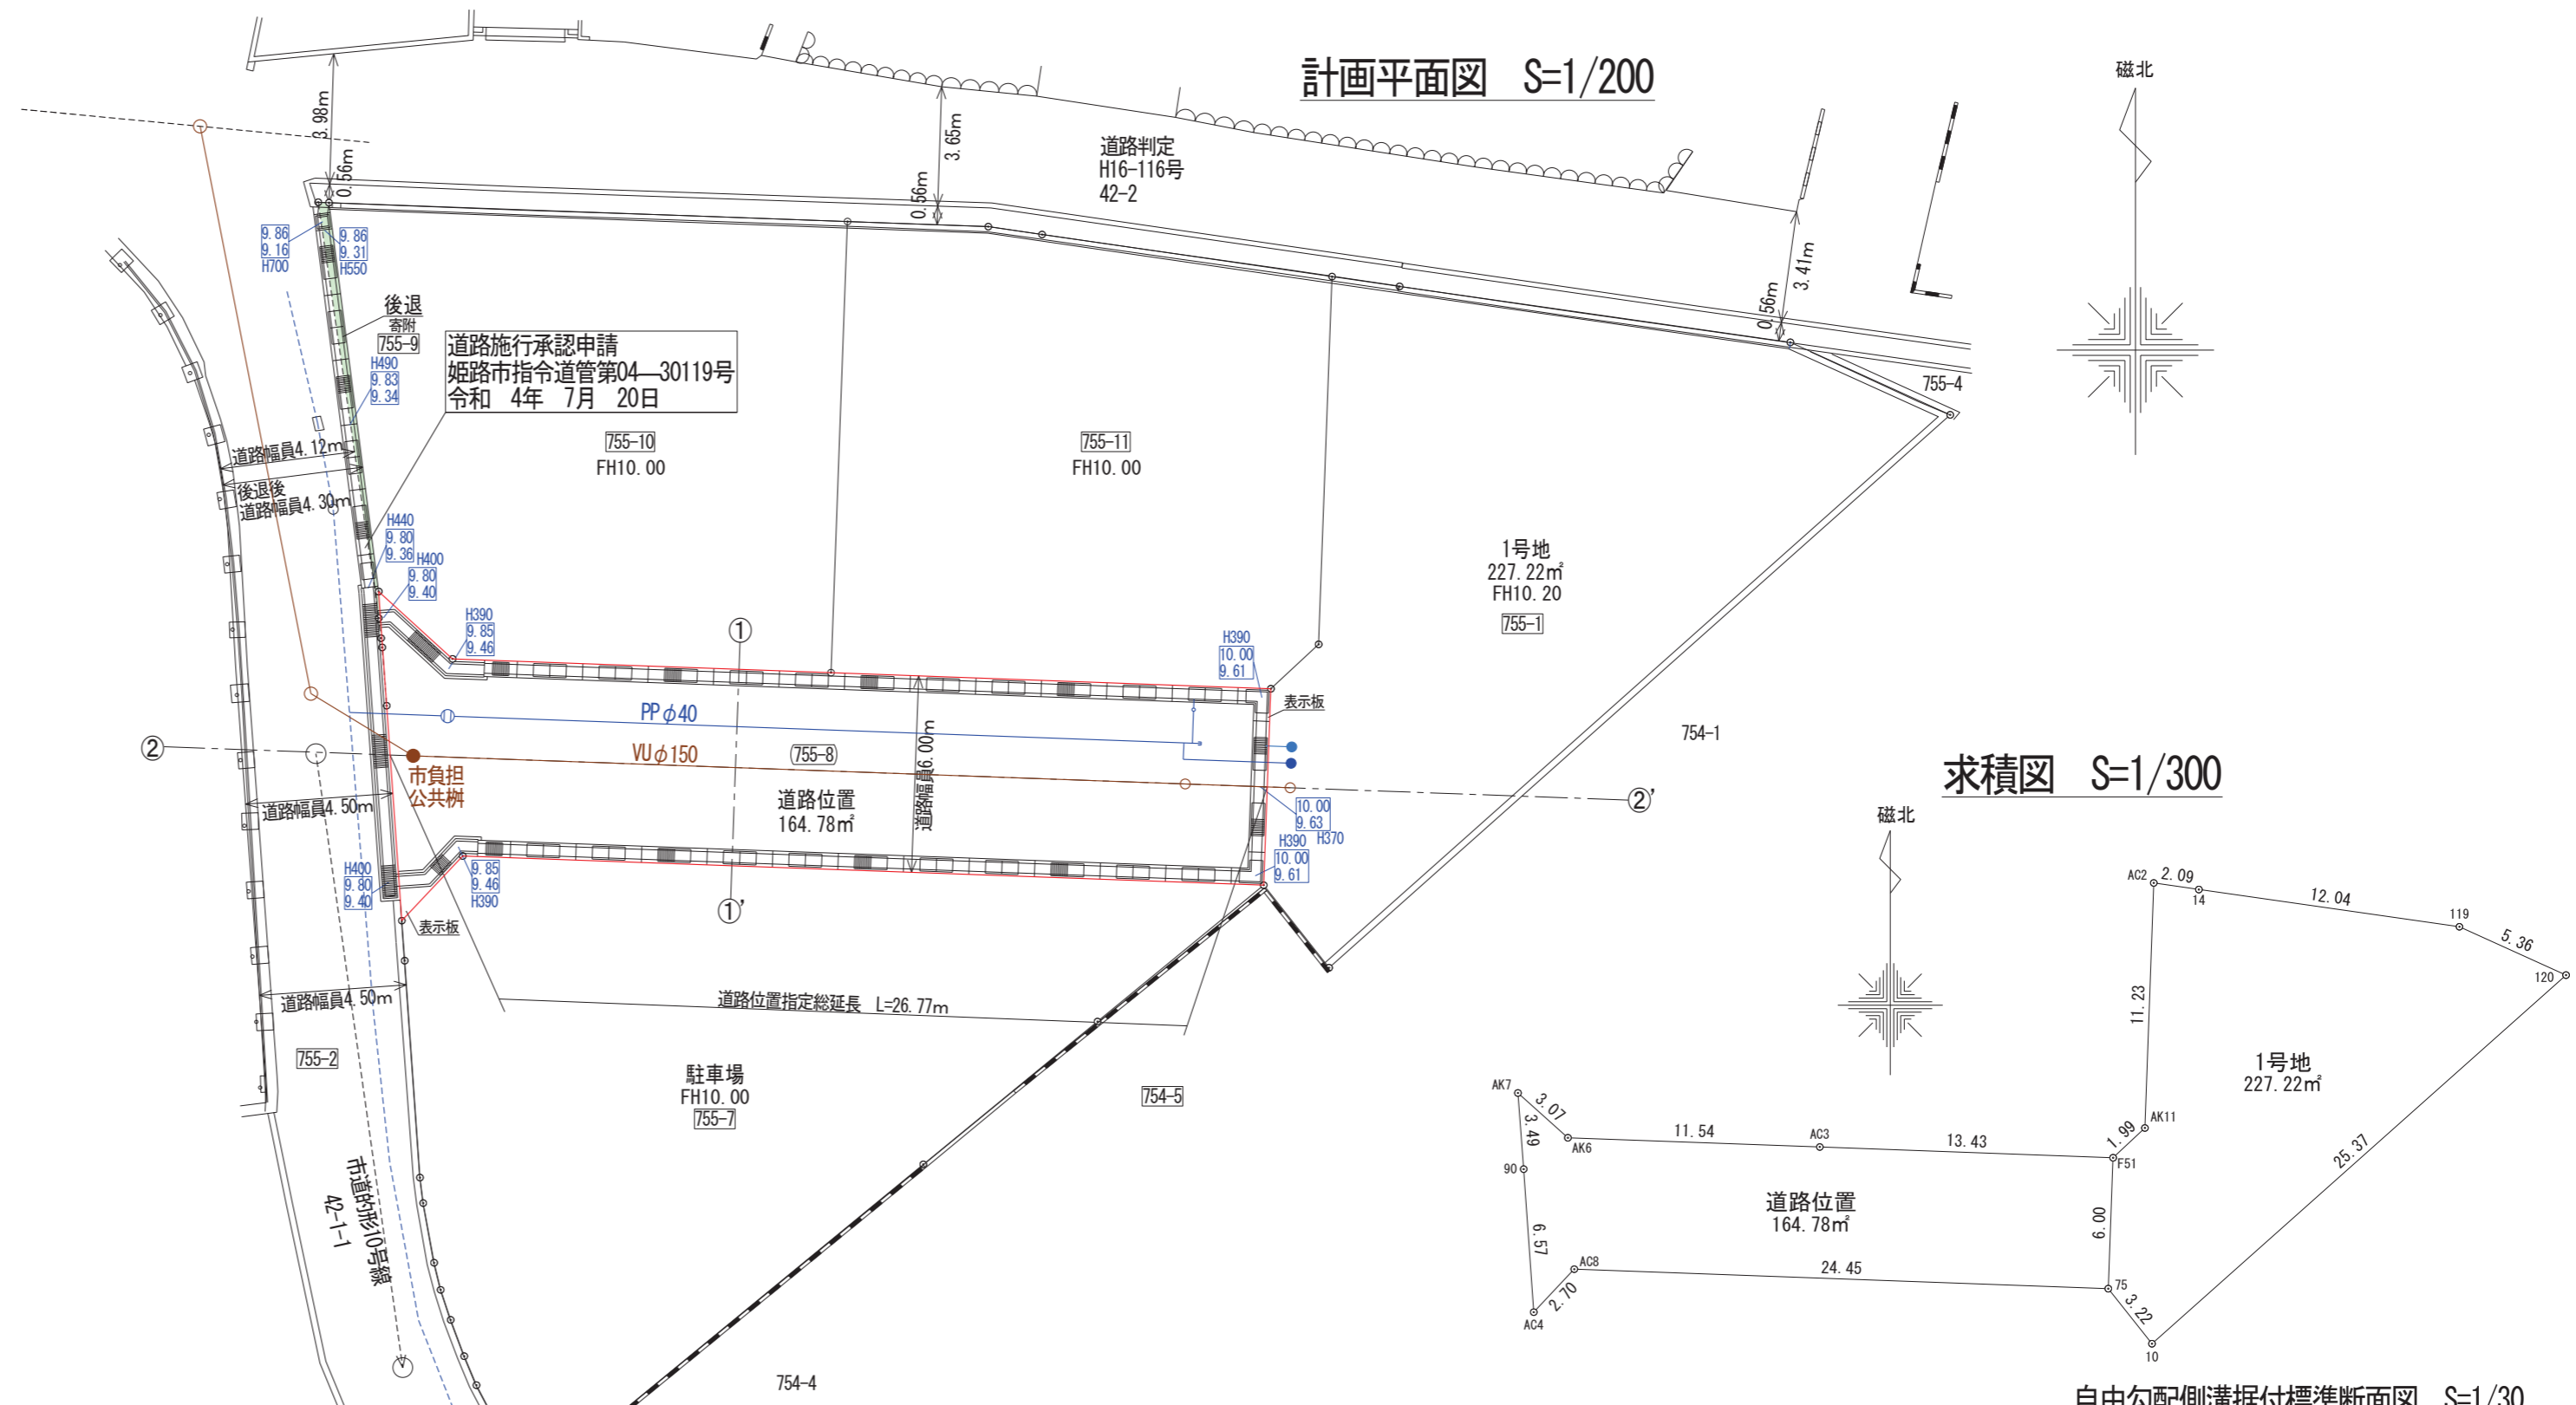 計画平面図 S=1/200
磁北
3.98m
0.56m
3.65m
0.56m
道路判定
H16-116号
42-2
3.41m
0.56m
9.86
9.16
H700
9.86
9.31
H550
後退
寄附
755-9
H490
9.83
9.34
道路施行承認申請
姫路市指令道管第04―30119号
令和 4年 7月 20日
755-4
755-10
FH10.00
755-11
FH10.00
道路幅員4.12m
後退後
道路幅員4.30m
H440
9.80
9.36
H400
9.80
9.40
1号地
227.22㎡
FH10.20
755-1
H390
9.85
9.46
①
H390
10.00
9.61
表示板
PPφ40
VUφ150
(755-8)
道路幅員6.00m
754-1
②
市負担
公共桝
道路位置
164.78㎡
道路幅員4.50m
②'
10.00
9.63
H370
H390
10.00
9.61
H400
9.80
9.40
9.85
9.46
H390
①'
表示板
道路幅員4.50m
道路位置指定総延長 L=26.77m
755-2
駐車場
FH10.00
755-7
754-5
市道的形10号線
42-1-1
754-4
求積図 S=1/300
磁北
AC2
2.09
14
12.04
119
5.36
120
11.23
1号地
227.22㎡
AK7
3.07
3.49
AK6
11.54
AC3
13.43
1.99
AK11
F51
25.37
90
道路位置
164.78㎡
6.00
6.57
AC8
24.45
75
2.70
AC4
3.22
10
自由勾配側溝据付標準断面図 S=1/30